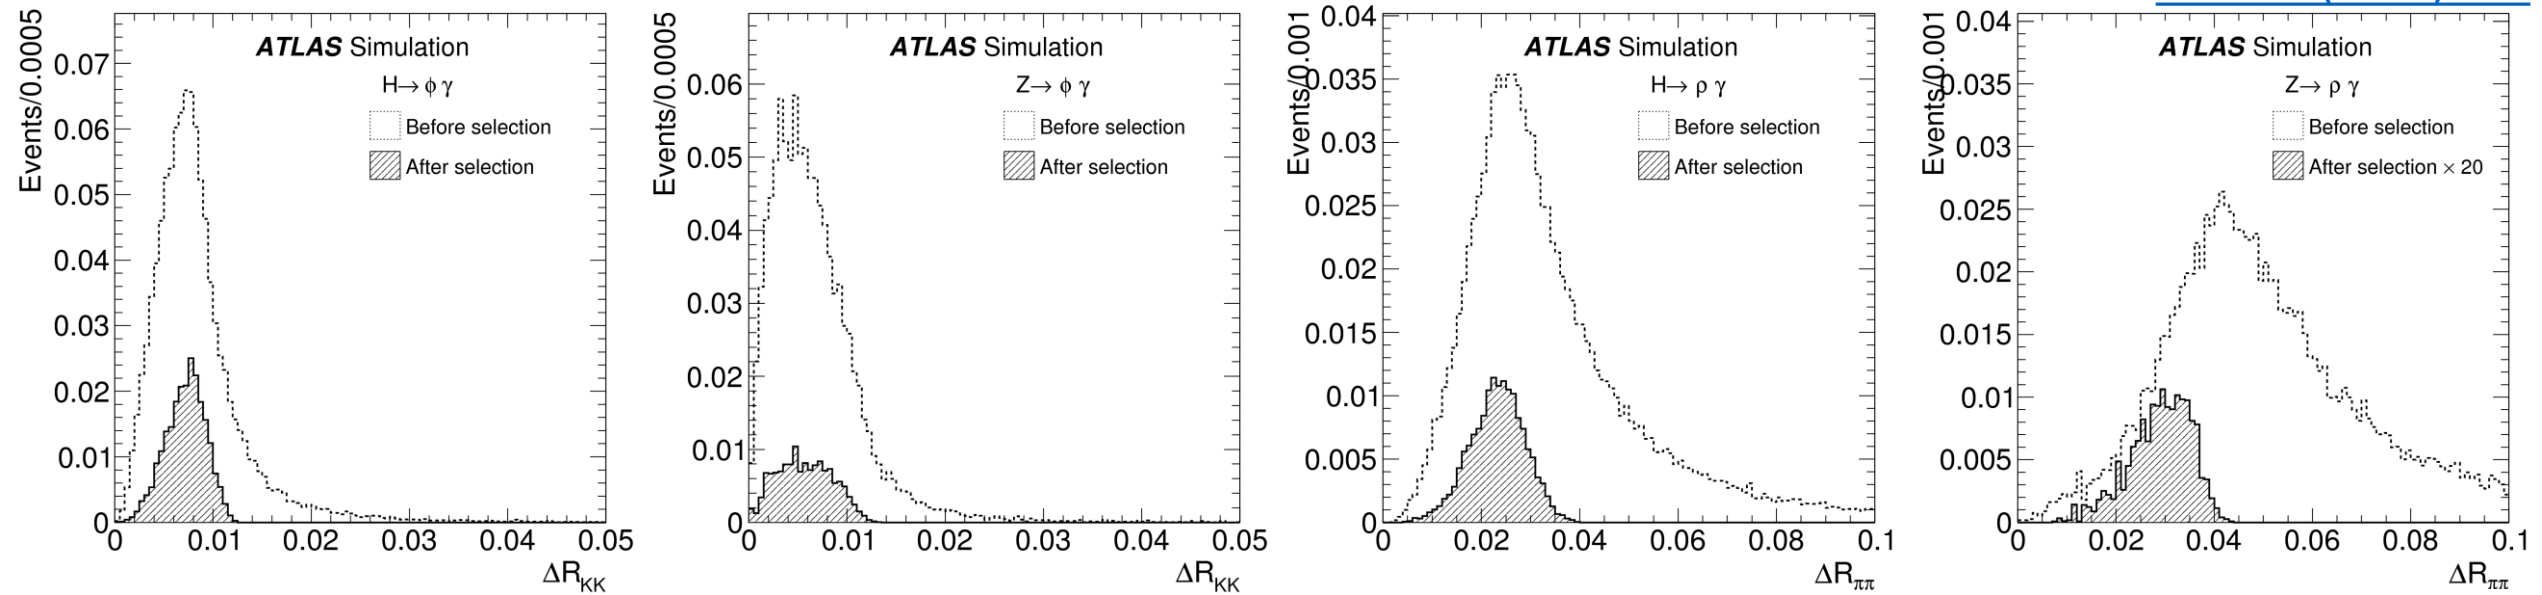 Events/0.0005
ATLAS Simulation
H→ ϕ γ
Before selection
After selection
0.07
0.06
0.05
0.04
0.03
0.02
0.01
0
0 0.01 0.02 0.03 0.04 0.05
ΔR_KK
Events/0.0005
ATLAS Simulation
Z→ ϕ γ
Before selection
After selection
0.06
0.05
0.04
0.03
0.02
0.01
0
0 0.01 0.02 0.03 0.04 0.05
ΔR_KK
Events/0.001
ATLAS Simulation
H→ ρ γ
Before selection
After selection
0.04
0.035
0.03
0.025
0.02
0.015
0.01
0.005
0
0 0.02 0.04 0.06 0.08 0.1
ΔR_ππ
Events/0.001
ATLAS Simulation
Z→ ρ γ
Before selection
After selection × 20
0.04
0.035
0.03
0.025
0.02
0.015
0.01
0.005
0
0 0.02 0.04 0.06 0.08 0.1
ΔR_ππ